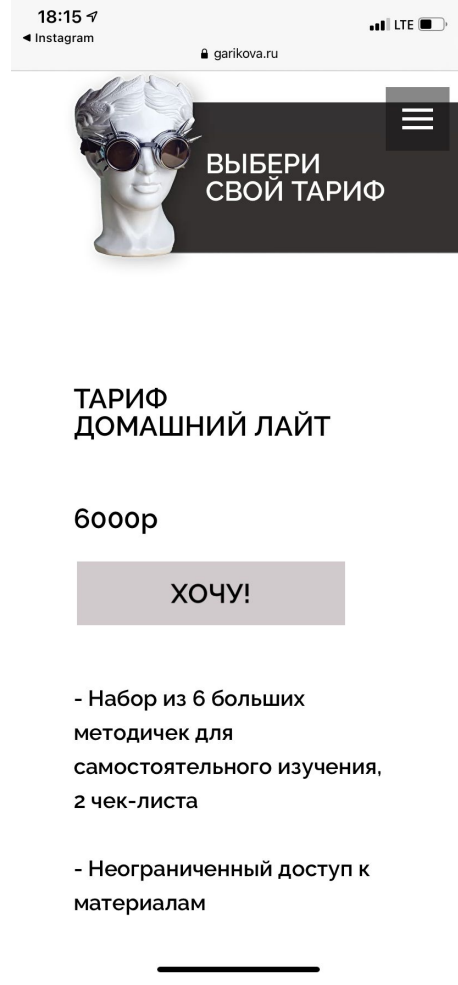 18:15
LTE
Instagram
garikova.ru
ВЫБЕРИ
СВОЙ ТАРИФ
ТАРИФ
ДОМАШНИЙ ЛАЙТ
6000р
ХОЧУ!
- Набор из 6 больших
методичек для
самостоятельного изучения,
2 чек-листа
- Неограниченный доступ к
материалам